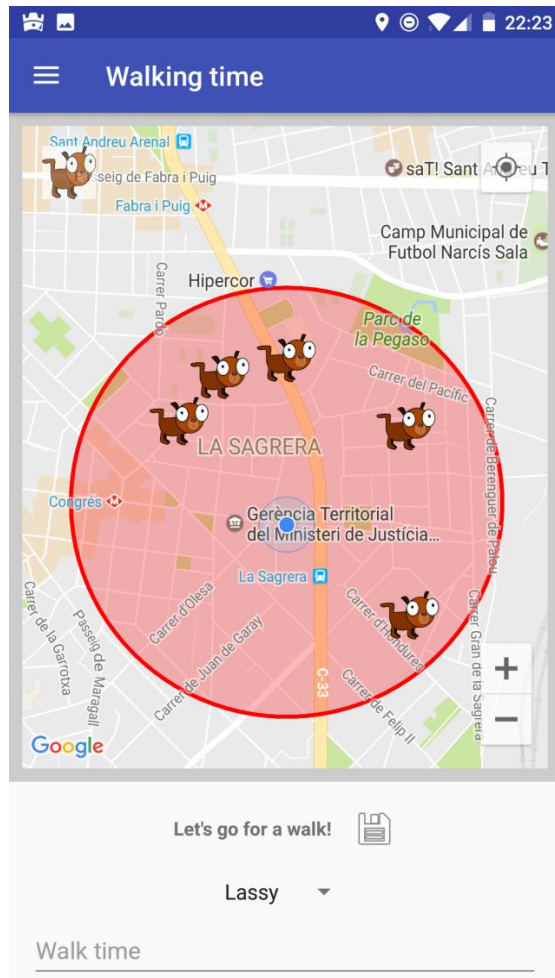 22:23
Walking time
Sant Andreu Arenal
saT! Sant
Passeig de Fabra i Puig
Fabra i Puig
Camp Municipal de
Futbol Narcís Sala
Hipercor
Carrer Pardo
Parc de
la Pegaso
Carrer del Pacífic
Carrer de Berenguer de Palou
LA SAGRERA
Congrés
Gerència Territorial
del Ministeri de Justícia...
La Sagrera
Carrer d'Olesa
Carrer d'Hondures
Carrer de la Garrotxa
Passeig de Maragall
Carrer de Juan de Garay
C-33
Carrer de Felip II
Carrer Gran de la Sagrera
+
−
Google
Let's go for a walk!
Lassy
Walk time